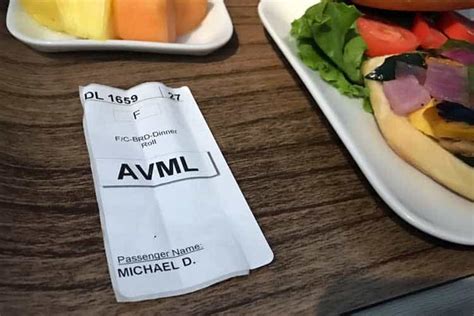 DL 1659 27
F
F/C-BRD-Dinner
Roll
AVML
Passenger Name:
MICHAEL D.